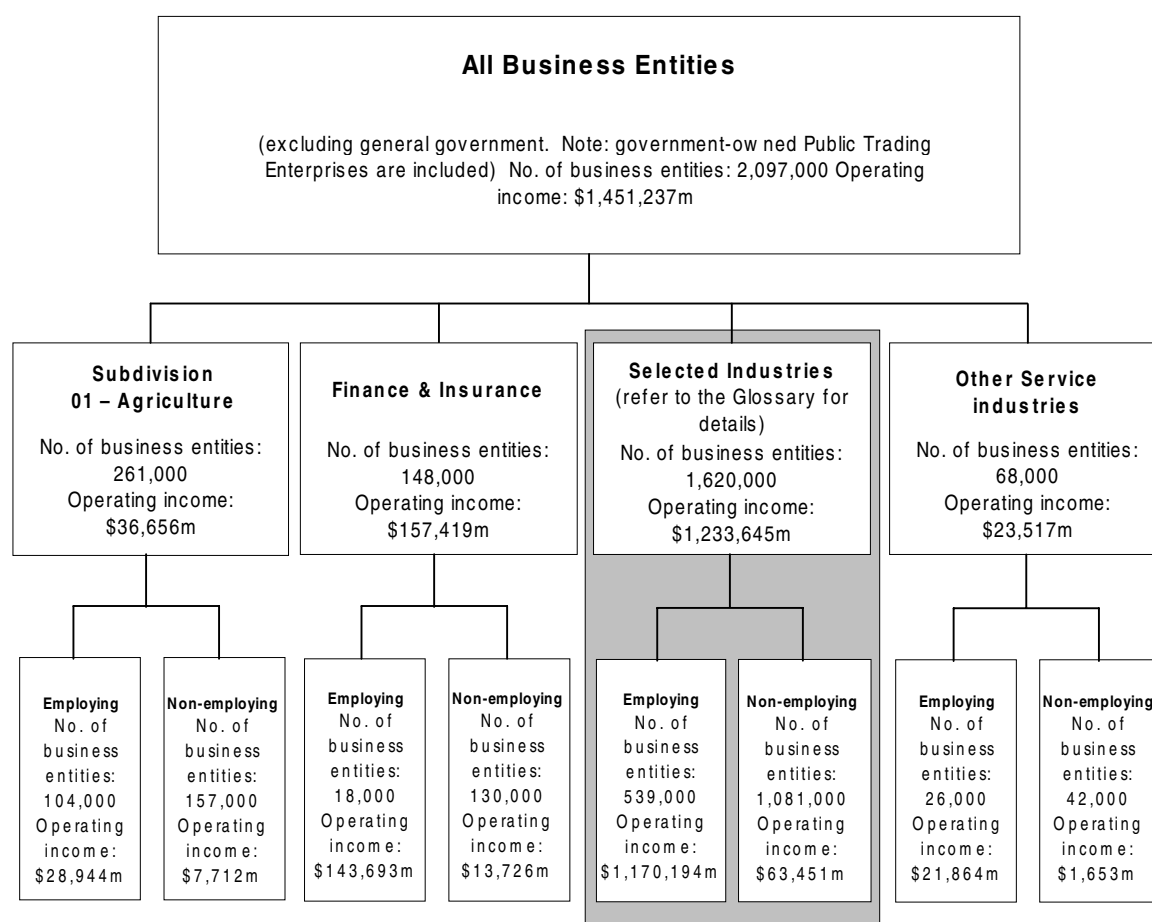 All Business Entities
(excluding general government. Note: government-ow ned Public Trading
Enterprises are included) No. of business entities: 2,097,000 Operating
income: $1,451,237m
Subdivision
01 – Agriculture
No. of business entities:
261,000
Operating income:
$36,656m
Finance & Insurance
No. of business entities:
148,000
Operating income:
$157,419m
Selected Industries
(refer to the Glossary for
details)
No. of business entities:
1,620,000
Operating income:
$1,233,645m
Other Service
industries
No. of business entities:
68,000
Operating income:
$23,517m
Employing
No. of
business
entities:
104,000
Operating
income:
$28,944m
Non-employing
No. of
business
entities:
157,000
Operating
income:
$7,712m
Employing
No. of
business
entities:
18,000
Operating
income:
$143,693m
Non-employing
No. of
business
entities:
130,000
Operating
income:
$13,726m
Employing
No. of
business
entities:
539,000
Operating
income:
$1,170,194m
Non-employing
No. of
business
entities:
1,081,000
Operating
income:
$63,451m
Employing
No. of
business
entities:
26,000
Operating
income:
$21,864m
Non-employing
No. of
business
entities:
42,000
Operating
income:
$1,653m